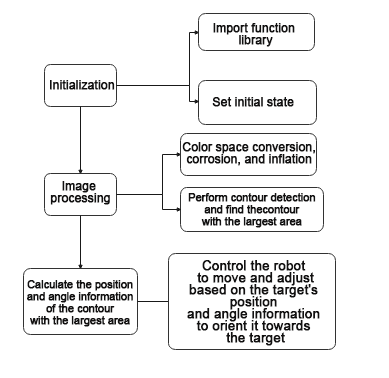 Import function
library
Initialization
Set initial state
Color space conversion,
corrosion, and inflation
Image
processing
Perform contour detection
and find thecontour
with the largest area
Calculate the position
and angle information
of the contour
with the largest area
Control the robot
to move and adjust
based on the target's
position
and angle information
to orient it towards
the target